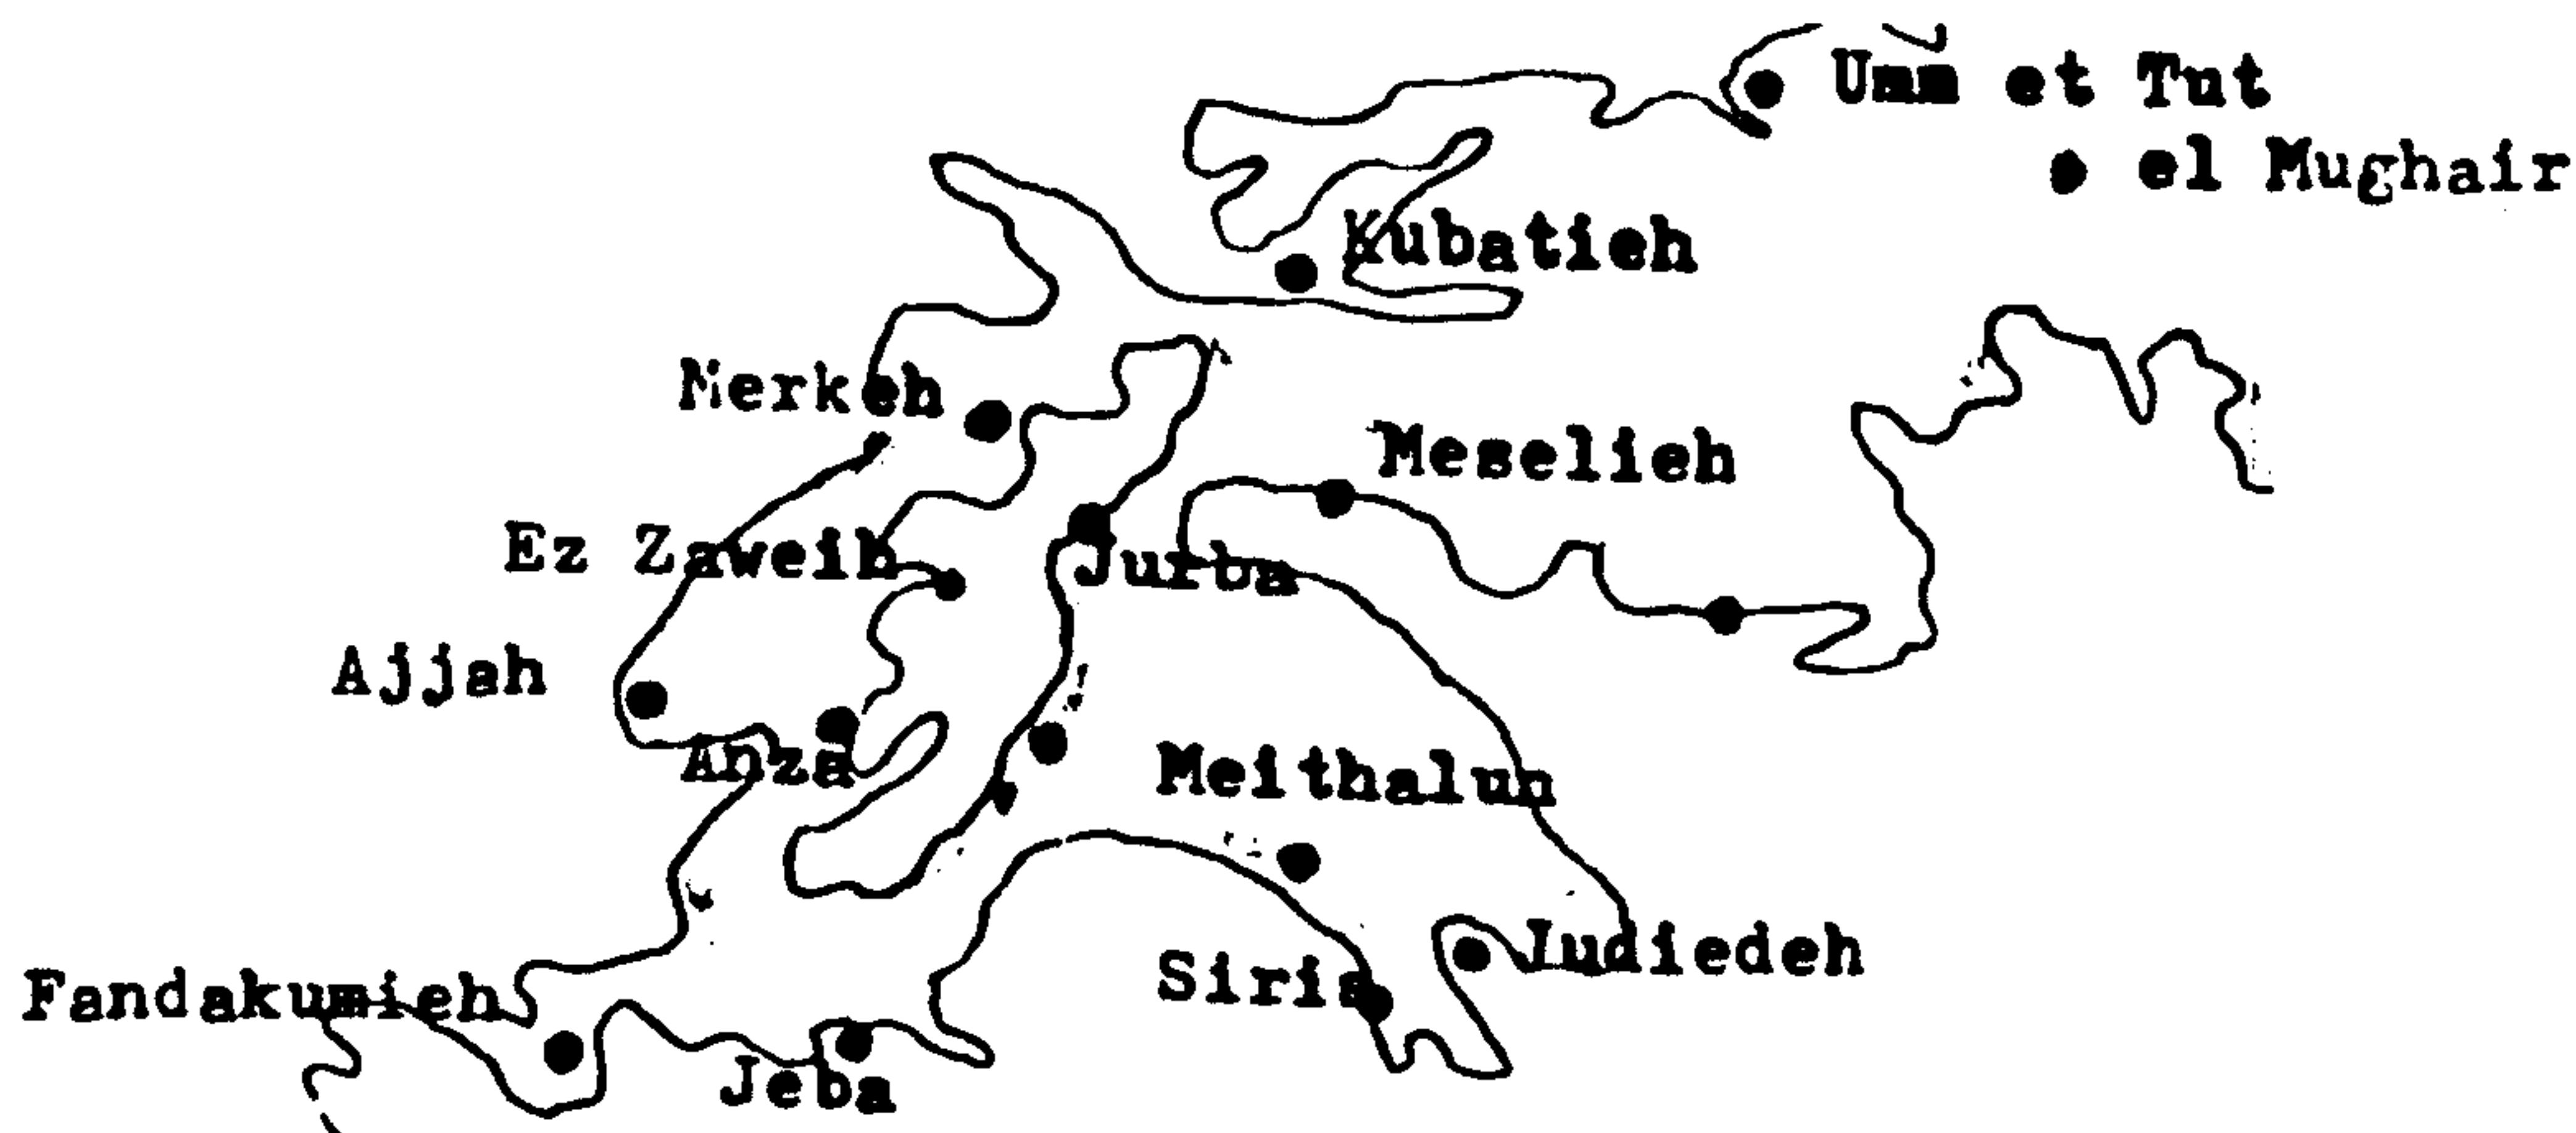 Umm et Tut
el Mughair
Kubatieh
Merkeh
Meselieh
Ez Zaweih
Jurba
Ajjah
Anza
Meithalun
Fandakumieh
Siris
Judiedeh
Jeba